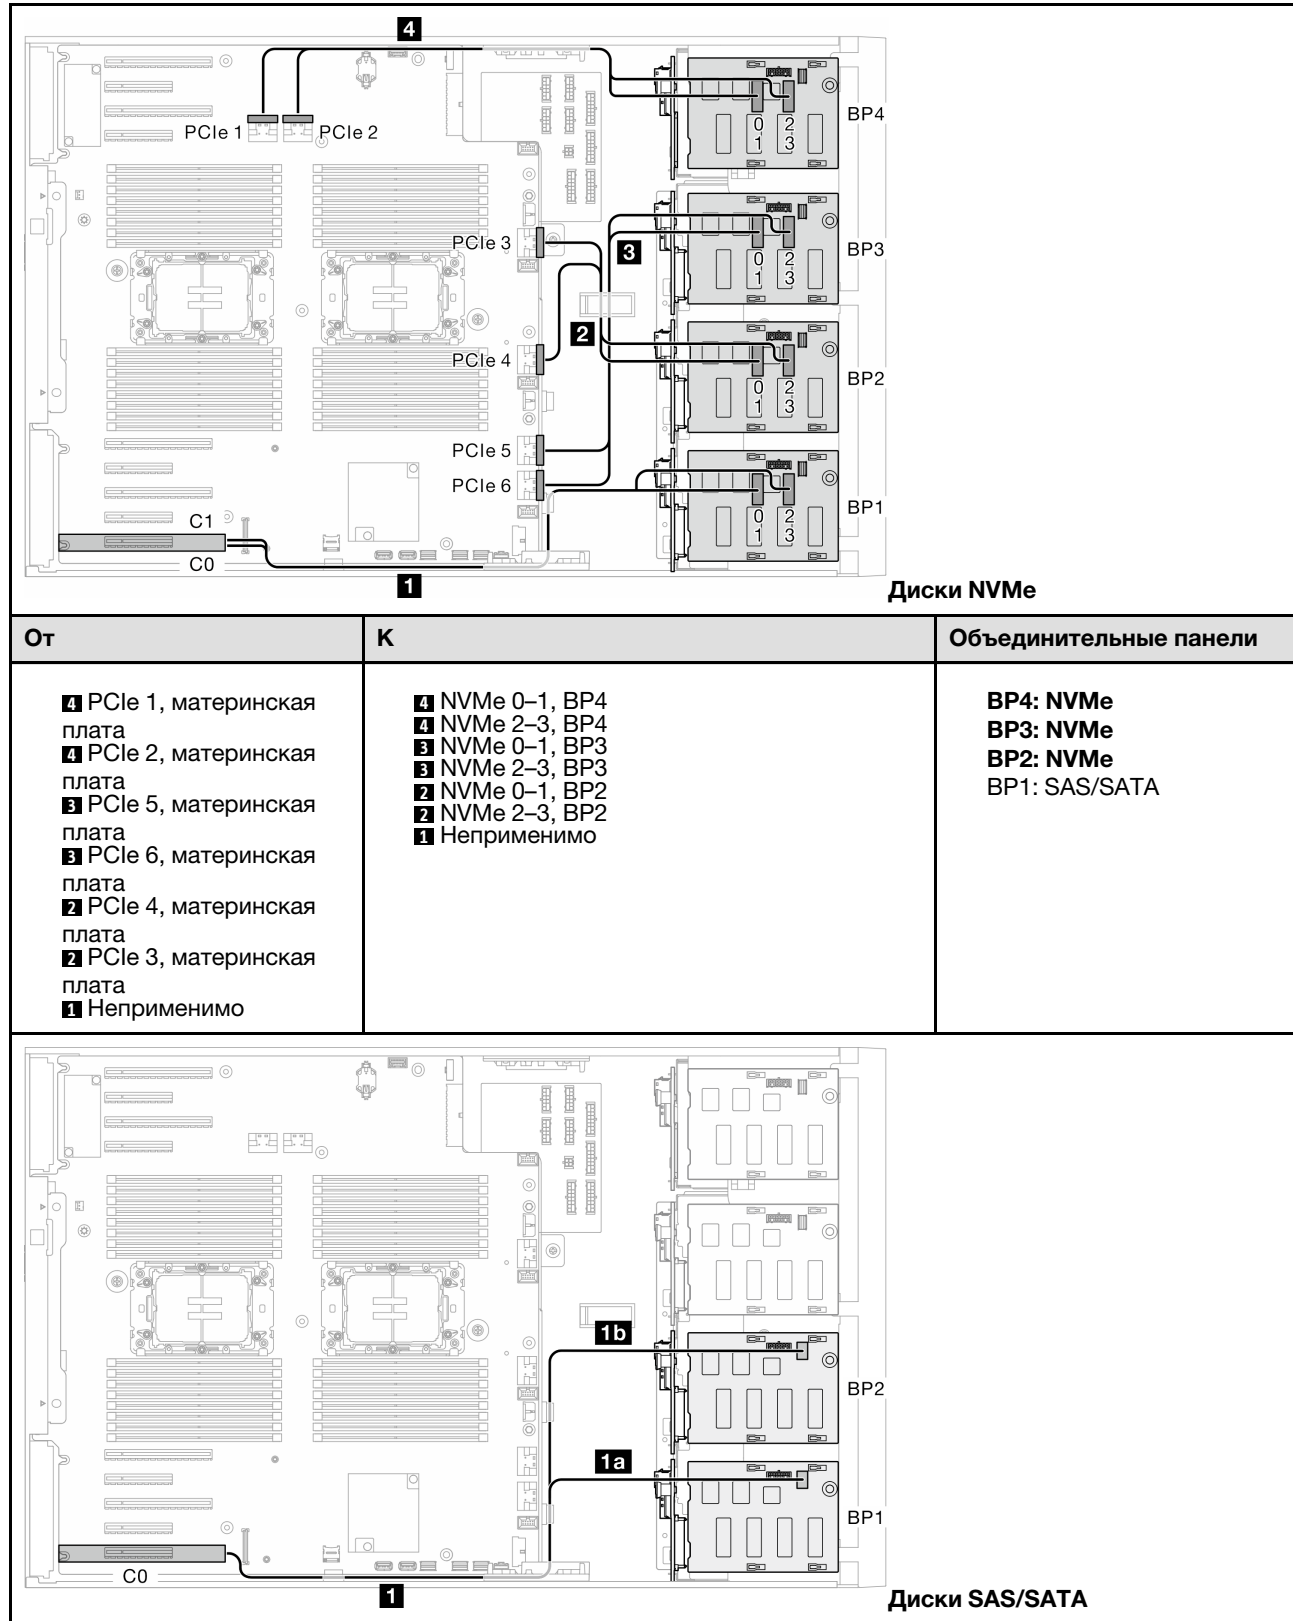 4
PCIe 1
PCIe 2
0
1
2
3
BP4
PCIe 3
3
0
1
2
3
BP3
2
PCIe 4
0
1
2
3
BP2
PCIe 5
PCIe 6
0
1
2
3
BP1
C1
C0
1
Диски NVMe
От
К
Объединительные панели
4 PCIe 1, материнская
плата
4 PCIe 2, материнская
плата
3 PCIe 5, материнская
плата
3 PCIe 6, материнская
плата
2 PCIe 4, материнская
плата
2 PCIe 3, материнская
плата
1 Неприменимо
4 NVMe 0–1, BP4
4 NVMe 2–3, BP4
3 NVMe 0–1, BP3
3 NVMe 2–3, BP3
2 NVMe 0–1, BP2
2 NVMe 2–3, BP2
1 Неприменимо
BP4: NVMe
BP3: NVMe
BP2: NVMe
BP1: SAS/SATA
1b
BP2
1a
BP1
C0
1
Диски SAS/SATA